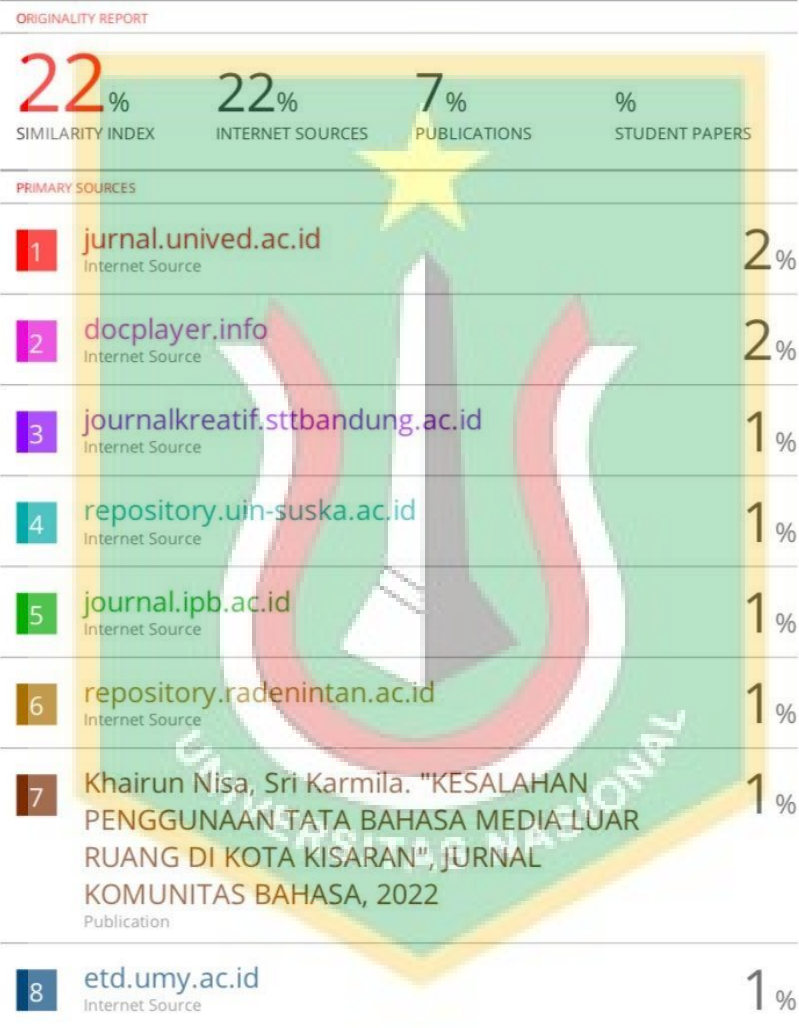 ORIGINALITY REPORT
22%
22%
7%
%
SIMILARITY INDEX
INTERNET SOURCES
PUBLICATIONS
STUDENT PAPERS
PRIMARY SOURCES
1 jurnal.unived.ac.id 2%
Internet Source
2 docplayer.info 2%
Internet Source
3 journalkreatif.sttbandung.ac.id 1%
Internet Source
4 repository.uin-suska.ac.id 1%
Internet Source
5 journal.ipb.ac.id 1%
Internet Source
6 repository.radenintan.ac.id 1%
Internet Source
7 Khairun Nisa, Sri Karmila. "KESALAHAN 1%
PENGGUNAAN TATA BAHASA MEDIA LUAR
RUANG DI KOTA KISARAN", JURNAL
KOMUNITAS BAHASA, 2022
Publication
8 etd.umy.ac.id 1%
Internet Source
UNIVERSITAS NASIONAL